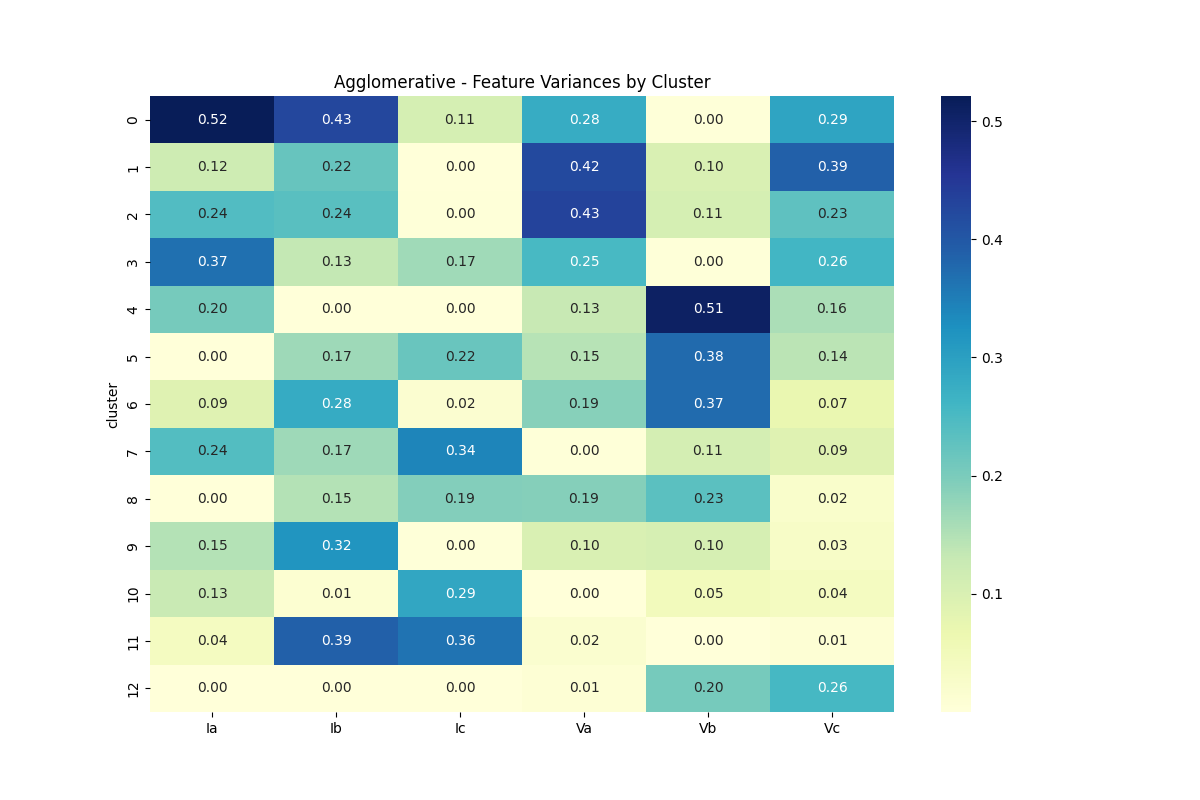 Agglomerative - Feature Variances by Cluster
cluster
0 0.52 0.43 0.11 0.28 0.00 0.29
1 0.12 0.22 0.00 0.42 0.10 0.39
2 0.24 0.24 0.00 0.43 0.11 0.23
3 0.37 0.13 0.17 0.25 0.00 0.26
4 0.20 0.00 0.00 0.13 0.51 0.16
5 0.00 0.17 0.22 0.15 0.38 0.14
6 0.09 0.28 0.02 0.19 0.37 0.07
7 0.24 0.17 0.34 0.00 0.11 0.09
8 0.00 0.15 0.19 0.19 0.23 0.02
9 0.15 0.32 0.00 0.10 0.10 0.03
10 0.13 0.01 0.29 0.00 0.05 0.04
11 0.04 0.39 0.36 0.02 0.00 0.01
12 0.00 0.00 0.00 0.01 0.20 0.26
Ia Ib Ic Va Vb Vc
0.5
0.4
0.3
0.2
0.1